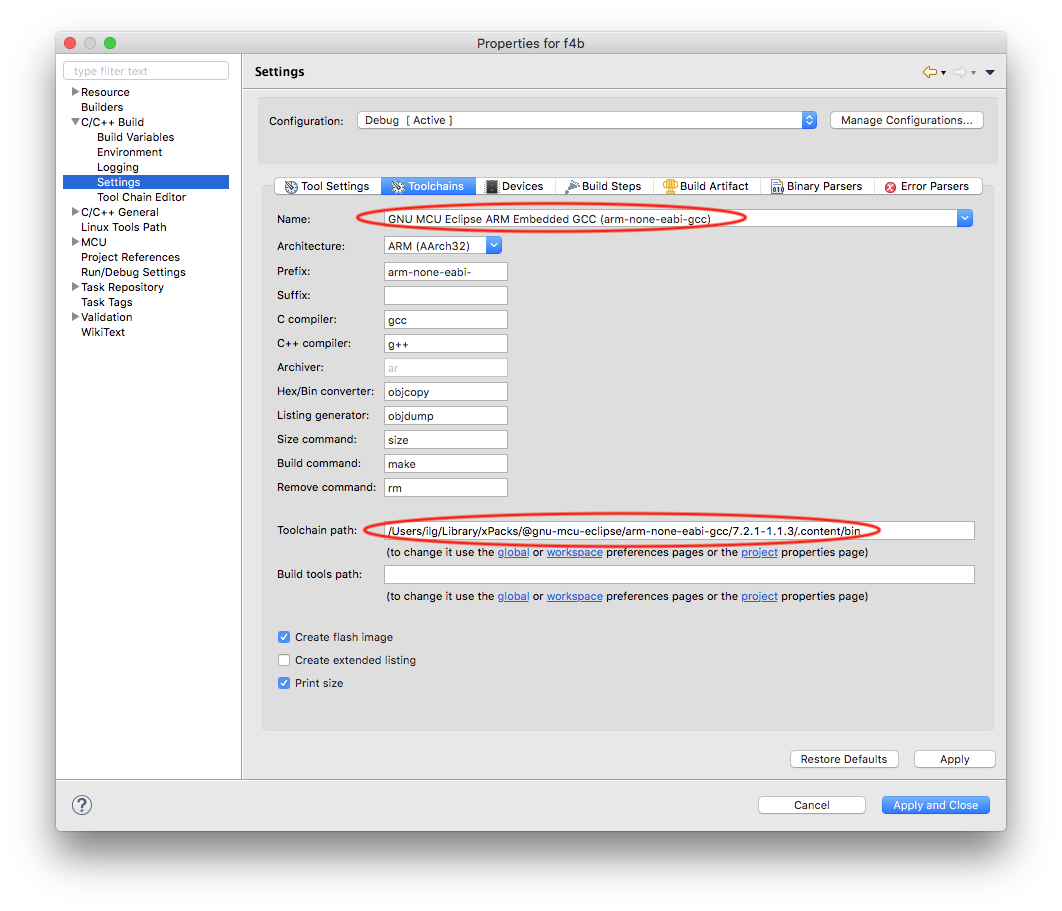 Properties for f4b
type filter text
Settings
Resource
Builders
C/C++ Build
Build Variables
Environment
Logging
Settings
Tool Chain Editor
C/C++ General
Linux Tools Path
MCU
Project References
Run/Debug Settings
Task Repository
Task Tags
Validation
WikiText
Configuration: Debug [ Active ] Manage Configurations...
Tool Settings Toolchains Devices Build Steps Build Artifact Binary Parsers Error Parsers
Name: GNU MCU Eclipse ARM Embedded GCC (arm-none-eabi-gcc)
Architecture: ARM (AArch32)
Prefix: arm-none-eabi-
Suffix:
C compiler: gcc
C++ compiler: g++
Archiver: ar
Hex/Bin converter: objcopy
Listing generator: objdump
Size command: size
Build command: make
Remove command: rm
Toolchain path: /Users/ilg/Library/xPacks/@gnu-mcu-eclipse/arm-none-eabi-gcc/7.2.1-1.1.3/.content/bin
(to change it use the global or workspace preferences pages or the project properties page)
Build tools path:
(to change it use the global or workspace preferences pages or the project properties page)
Create flash image
Create extended listing
Print size
Restore Defaults Apply
? Cancel Apply and Close